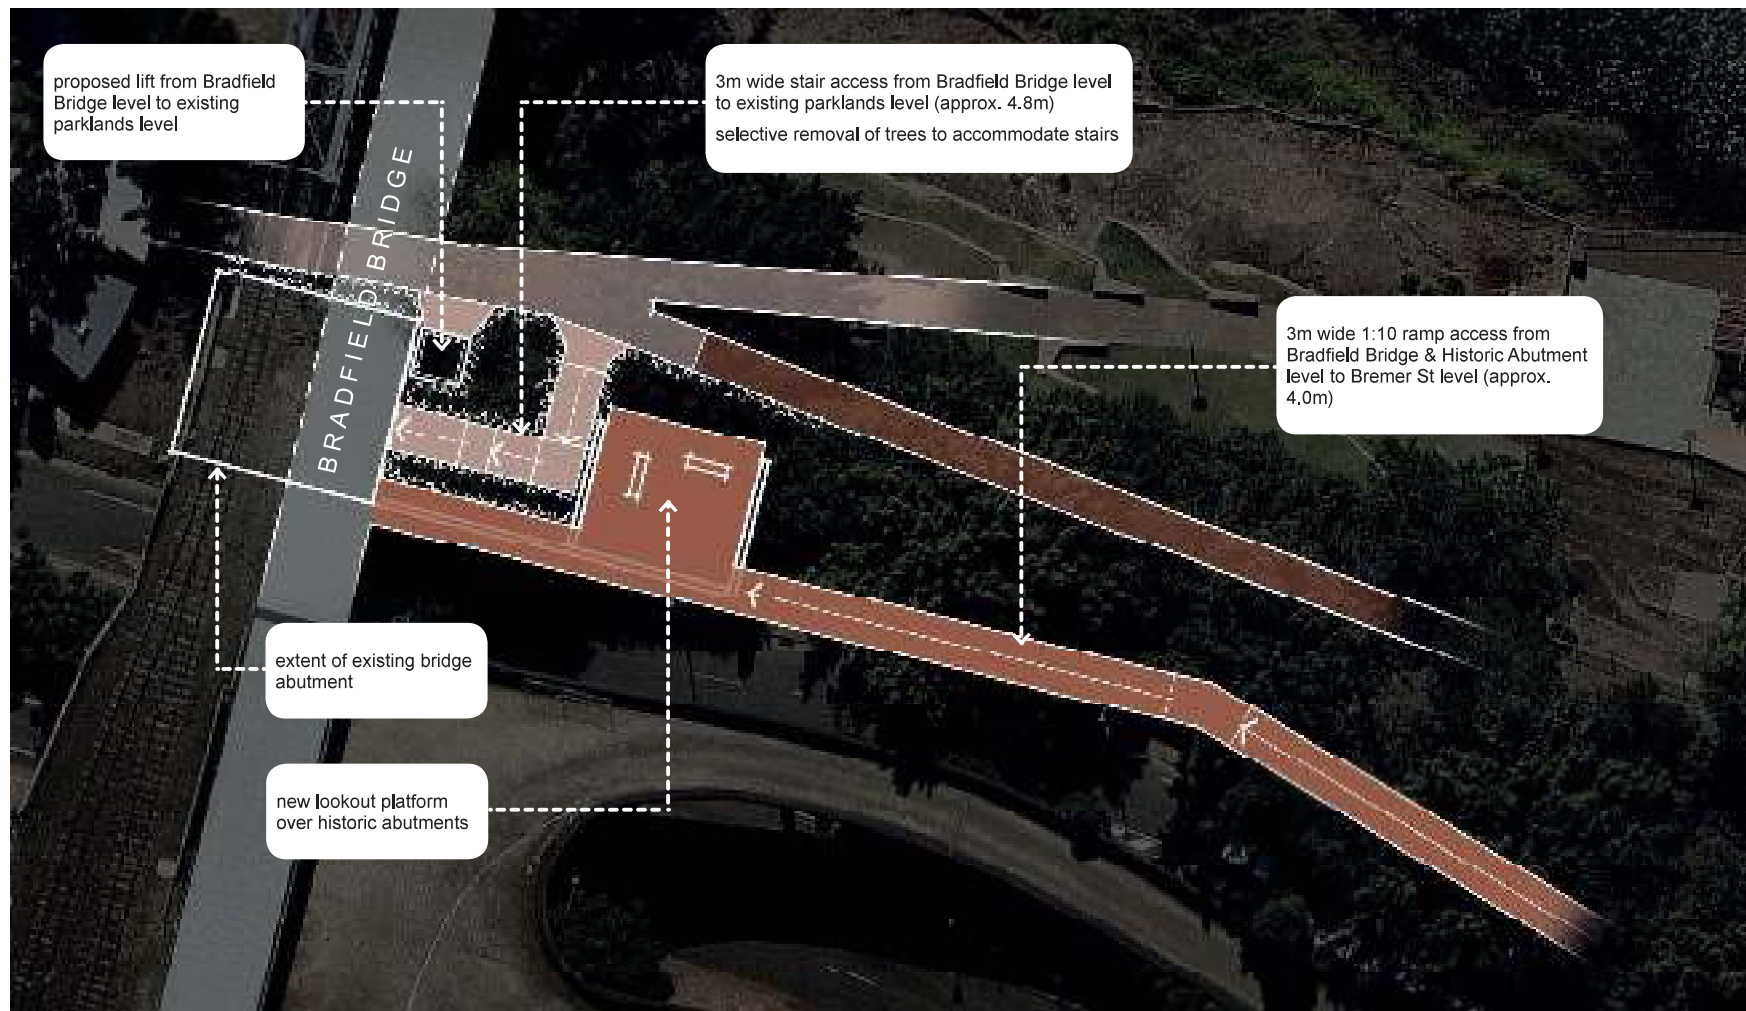 proposed lift from Bradfield
Bridge level to existing
parklands level
3m wide stair access from Bradfield Bridge level
to existing parklands level (approx. 4.8m)
selective removal of trees to accommodate stairs
BRADFIELD BRIDGE
3m wide 1:10 ramp access from
Bradfield Bridge & Historic Abutment
level to Bremer St level (approx.
4.0m)
extent of existing bridge
abutment
new lookout platform
over historic abutments